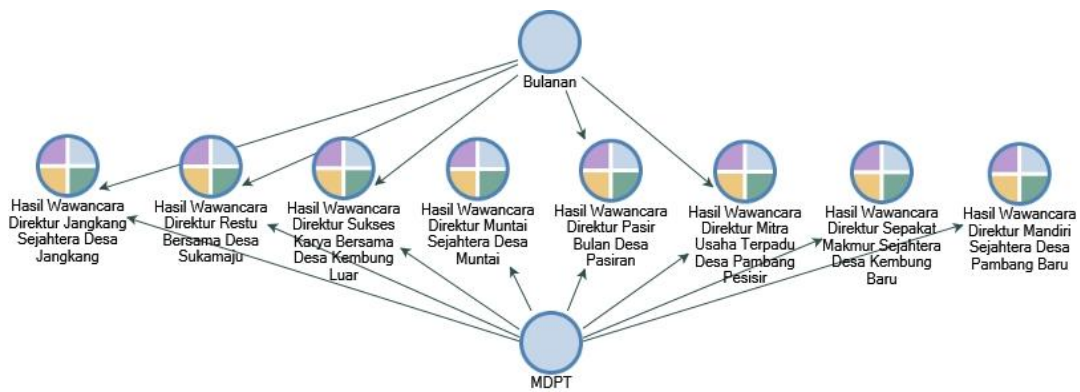 Bulanan
Hasil Wawancara
Direktur Jangkang
Sejahtera Desa
Jangkang
Hasil Wawancara
Direktur Restu
Bersama Desa
Sukamaju
Hasil Wawancara
Direktur Sukses
Karya Bersama
Desa Kembung
Luar
Hasil Wawancara
Direktur Muntai
Sejahtera Desa
Muntai
Hasil Wawancara
Direktur Pasir
Bulan Desa
Pasiran
Hasil Wawancara
Direktur Mitra
Usaha Terpadu
Desa Pambang
Pesisir
Hasil Wawancara
Direktur Sepakat
Makmur Sejahtera
Desa Kembung
Baru
Hasil Wawancara
Direktur Mandiri
Sejahtera Desa
Pambang Baru
MDPT